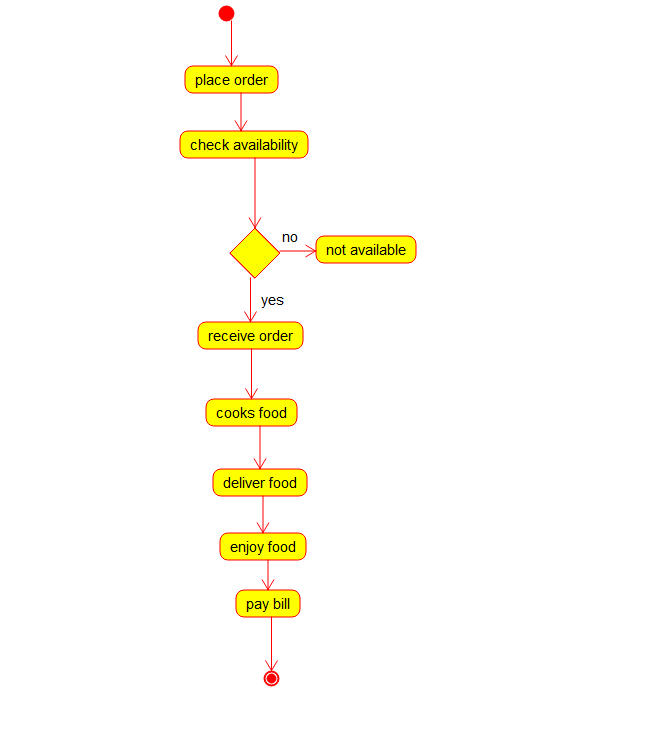 place order
check availability
no
not available
yes
receive order
cooks food
deliver food
enjoy food
pay bill